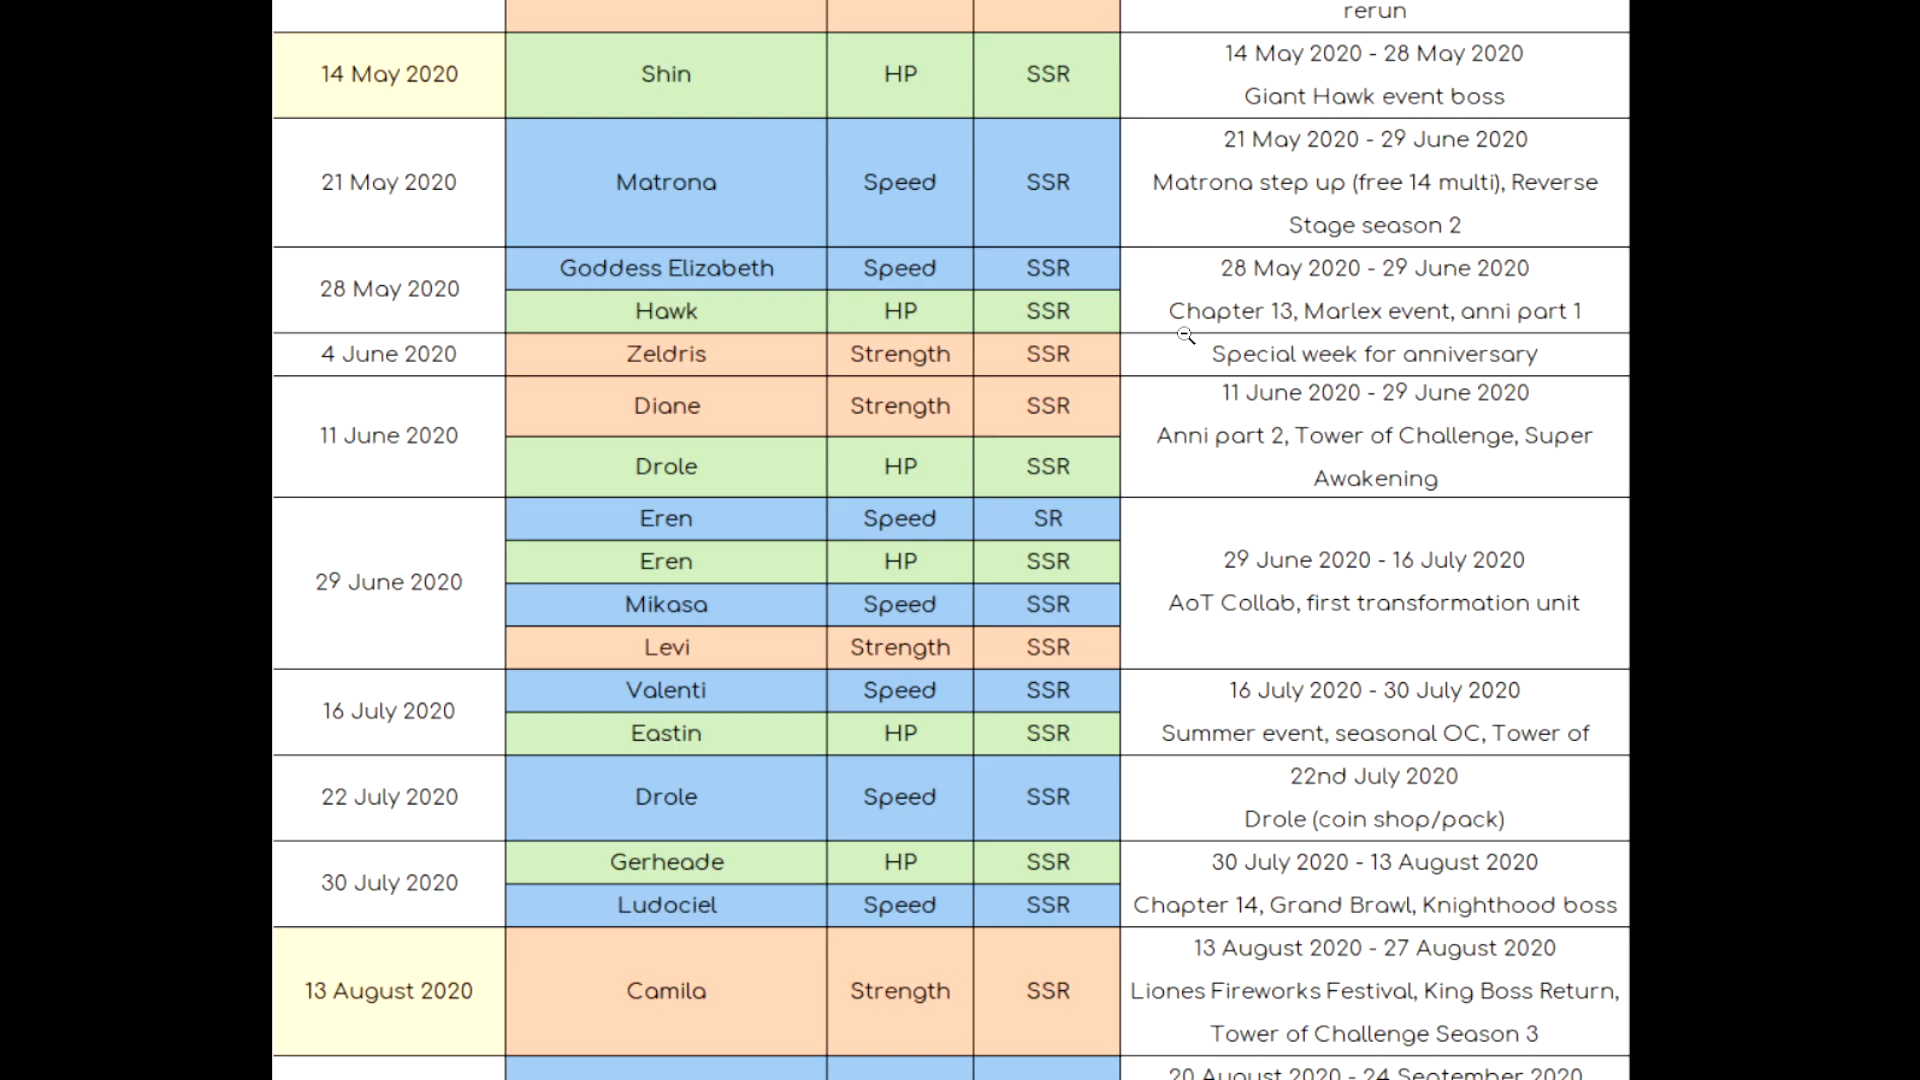 rerun
14 May 2020 Shin HP SSR 14 May 2020 - 28 May 2020
Giant Hawk event boss
21 May 2020 - 29 June 2020
21 May 2020 Matrona Speed SSR Matrona step up (free 14 multi), Reverse
Stage season 2
28 May 2020 Goddess Elizabeth Speed SSR 28 May 2020 - 29 June 2020
Hawk HP SSR Chapter 13, Marlex event, anni part 1
4 June 2020 Zeldris Strength SSR Special week for anniversary
11 June 2020 Diane Strength SSR 11 June 2020 - 29 June 2020
Anni part 2, Tower of Challenge, Super
Drole HP SSR Awakening
29 June 2020 Eren Speed SR
Eren HP SSR 29 June 2020 - 16 July 2020
Mikasa Speed SSR AoT Collab, first transformation unit
Levi Strength SSR
16 July 2020 Valenti Speed SSR 16 July 2020 - 30 July 2020
Eastin HP SSR Summer event, seasonal OC, Tower of
22 July 2020 Drole Speed SSR 22nd July 2020
Drole (coin shop/pack)
30 July 2020 Gerheade HP SSR 30 July 2020 - 13 August 2020
Ludociel Speed SSR Chapter 14, Grand Brawl, Knighthood boss
13 August 2020 - 27 August 2020
13 August 2020 Camila Strength SSR Liones Fireworks Festival, King Boss Return,
Tower of Challenge Season 3
20 August 2020 - 24 September 2020